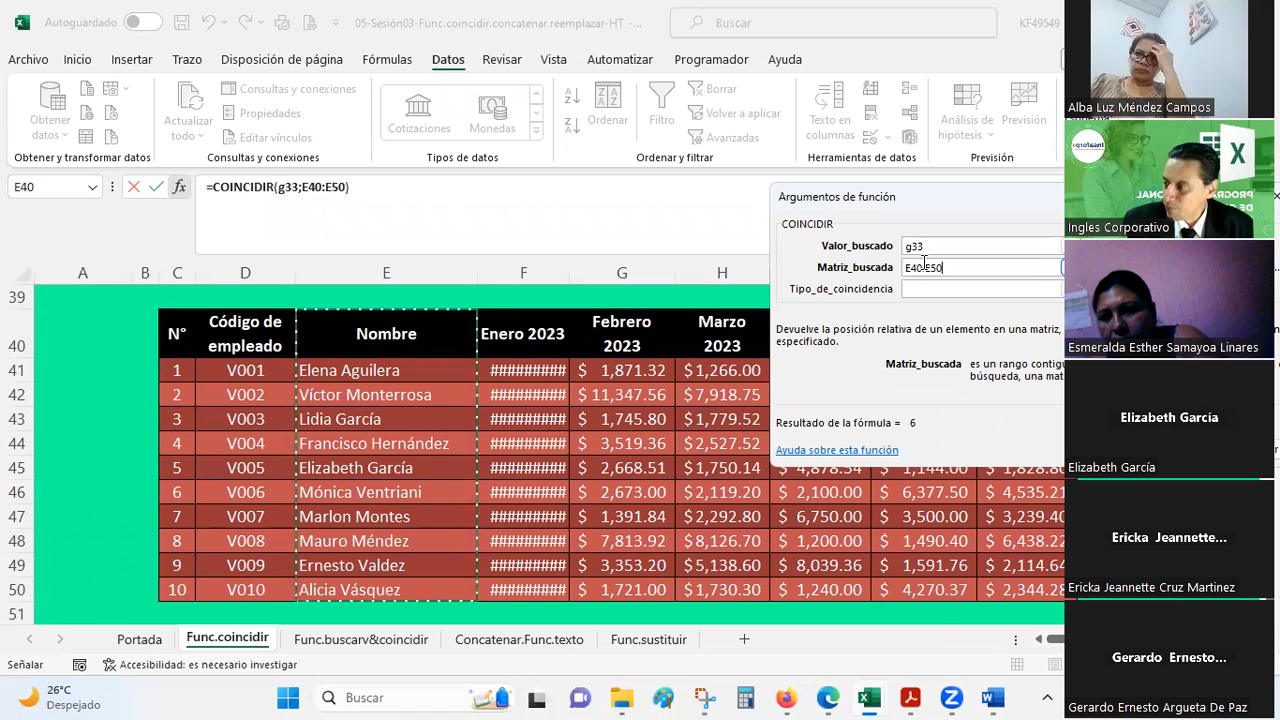 Autoguardado
05-Sesión03-Func.coincidir.concatenar.reemplazar-HT -...
Buscar
KF49549
Archivo Inicio Insertar Trazo Disposición de página Fórmulas Datos Revisar Vista Automatizar Programador Ayuda
Obtener datos
Consultas y conexiones
Propiedades
Editar vínculos
Actualizar todo
Cotizaciones
Monedas
Ordenar
Filtro
Borrar
Volver a aplicar
Avanzadas
Texto en columnas
Análisis de hipótesis
Previsión
Obtener y transformar datos
Consultas y conexiones
Tipos de datos
Ordenar y filtrar
Herramientas de datos
Previsión
E40
fx
=COINCIDIR(g33;E40:E50)
Argumentos de función
COINCIDIR
Valor_buscado g33
Matriz_buscada E40:E50
Tipo_de_coincidencia
Devuelve la posición relativa de un elemento en una matriz,
especificado.
Matriz_buscada es un rango contig
búsqueda, una mat
Resultado de la fórmula = 6
Ayuda sobre esta función
A B C D E F G H
39
40 N° Código de empleado Nombre Enero 2023 Febrero 2023 Marzo 2023
41 1 V001 Elena Aguilera ######### $ 1,871.32 $ 1,266.00
42 2 V002 Víctor Monterrosa ######### $ 11,347.56 $ 7,918.75
43 3 V003 Lidia García ######### $ 1,745.80 $ 1,779.52
44 4 V004 Francisco Hernández ######### $ 3,519.36 $ 2,527.52
45 5 V005 Elizabeth García ######### $ 2,668.51 $ 1,750.14 $ 4,878.54 $ 1,144.00 $ 1,828.80
46 6 V006 Mónica Ventriani ######### $ 2,673.00 $ 2,119.20 $ 2,100.00 $ 6,377.50 $ 4,535.21
47 7 V007 Marlon Montes ######### $ 1,391.84 $ 2,292.80 $ 6,750.00 $ 3,500.00 $ 3,239.40
48 8 V008 Mauro Méndez ######### $ 7,813.92 $ 8,126.70 $ 1,200.00 $ 1,490.40 $ 6,438.22
49 9 V009 Ernesto Valdez ######### $ 3,353.20 $ 5,138.60 $ 8,039.36 $ 1,591.76 $ 2,114.64
50 10 V010 Alicia Vásquez ######### $ 1,721.00 $ 1,730.30 $ 1,240.00 $ 4,270.37 $ 2,344.28
51
Portada Func.coincidir Func.buscarv&coincidir Concatenar.Func.texto Func.sustituir
Señalar
Accesibilidad: es necesario investigar
26°C
Despejado
Buscar
Alba Luz Méndez Campos
Ingles Corporativo
Esmeralda Esther Samayoa Linares
Elizabeth García
Elizabeth García
Ericka Jeannette...
Ericka Jeannette Cruz Martinez
Gerardo Ernesto...
Gerardo Ernesto Argueta De Paz